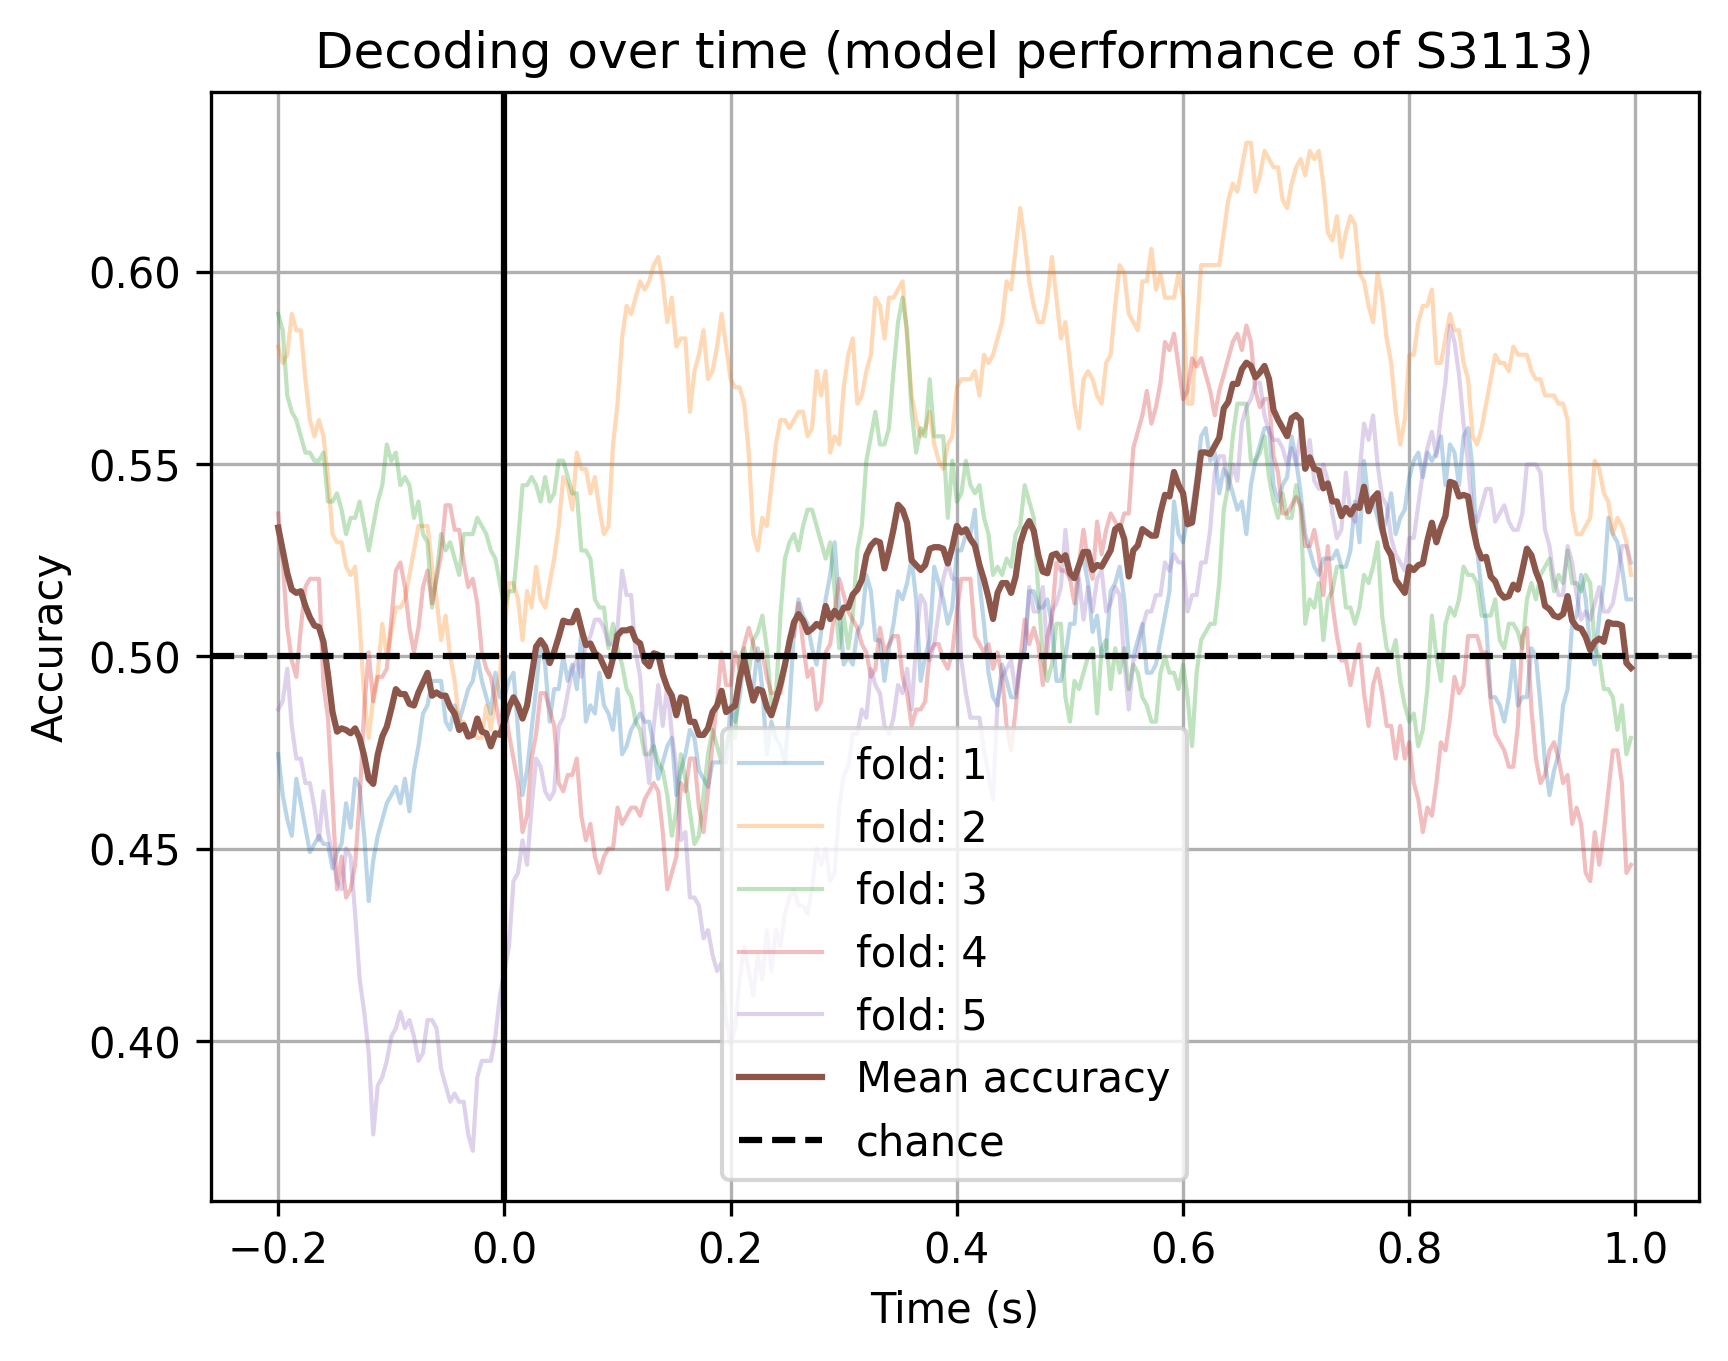 Decoding over time (model performance of S3113)
Accuracy
0.60
0.55
0.50
0.45
0.40
fold: 1
fold: 2
fold: 3
fold: 4
fold: 5
Mean accuracy
chance
−0.2 0.0 0.2 0.4 0.6 0.8 1.0
Time (s)